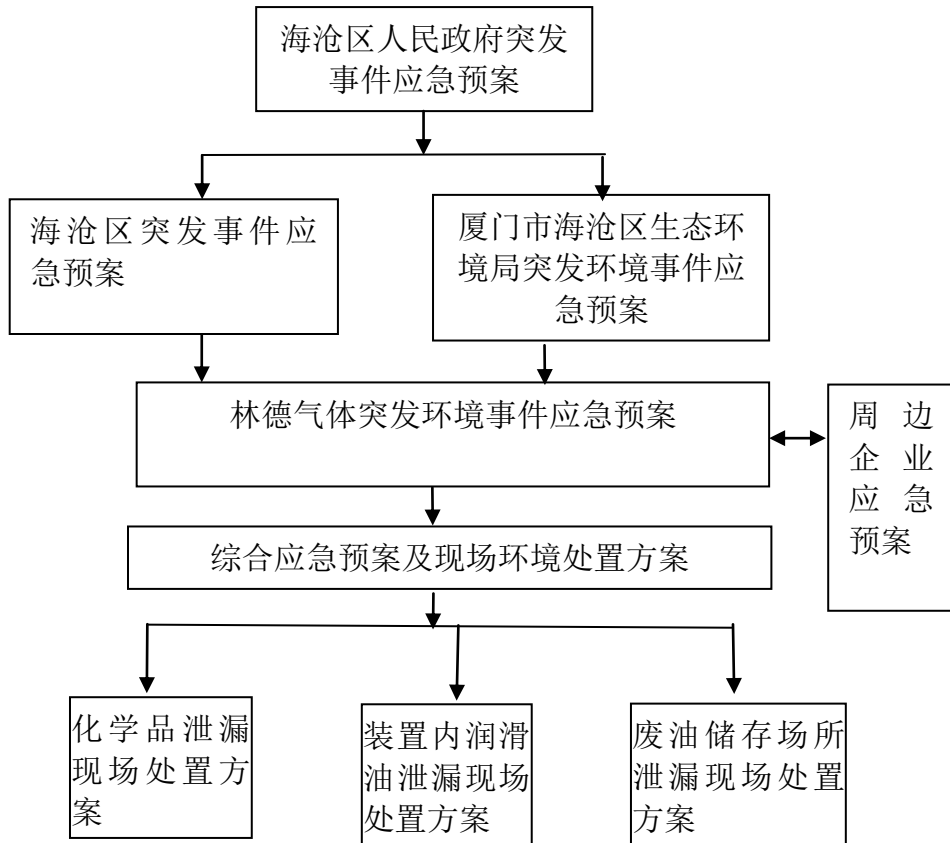 海沧区人民政府突发
事件应急预案
海沧区突发事件应
急预案
厦门市海沧区生态环
境局突发环境事件应
急预案
林德气体突发环境事件应急预案
周边
企业
应急
预案
综合应急预案及现场环境处置方案
化学品泄漏
现场处置方
案
装置内润滑
油泄漏现场
处置方案
废油储存场所
泄漏现场处置
方案